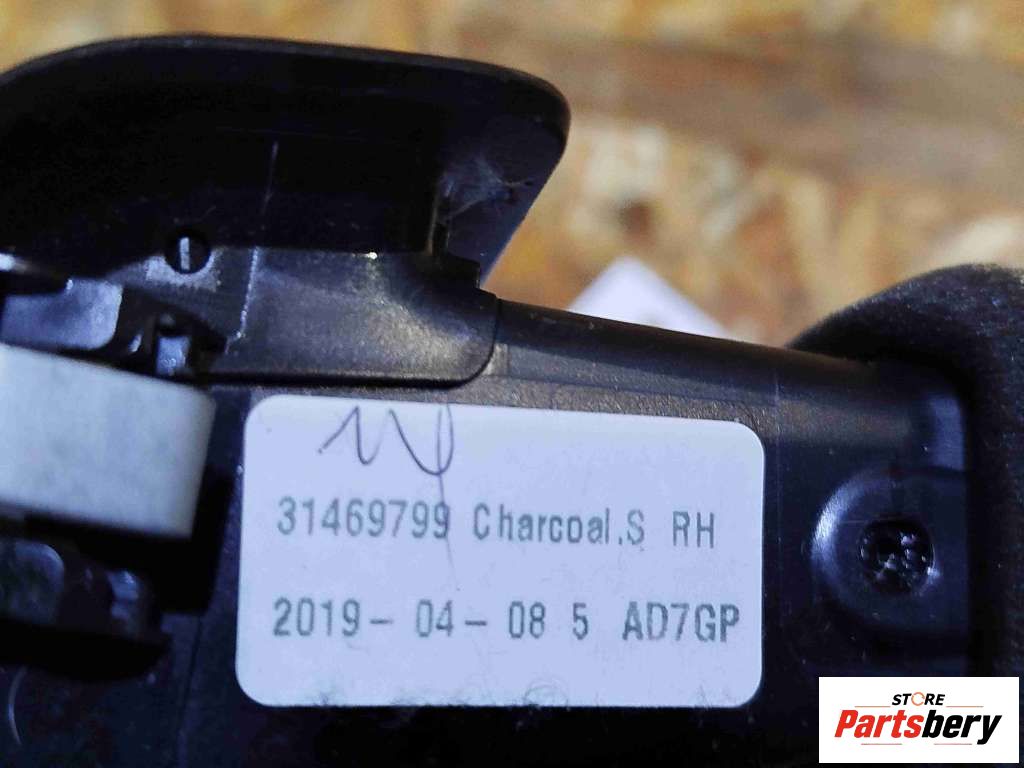 31469799 Charcoal.S RH
2019- 04- 08 5 AD7GP
STORE
Partsbery